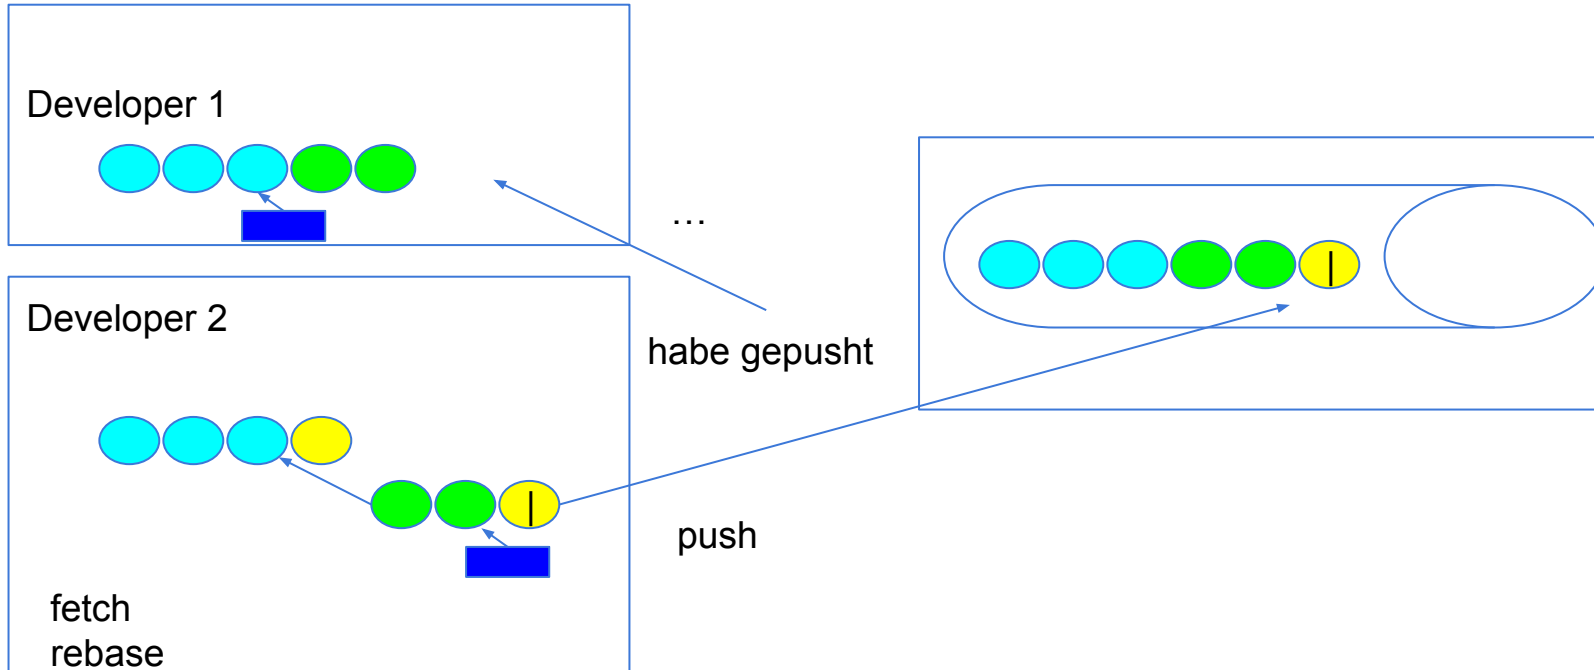 Developer 1
…
Developer 2
habe gepusht
push
fetch
rebase